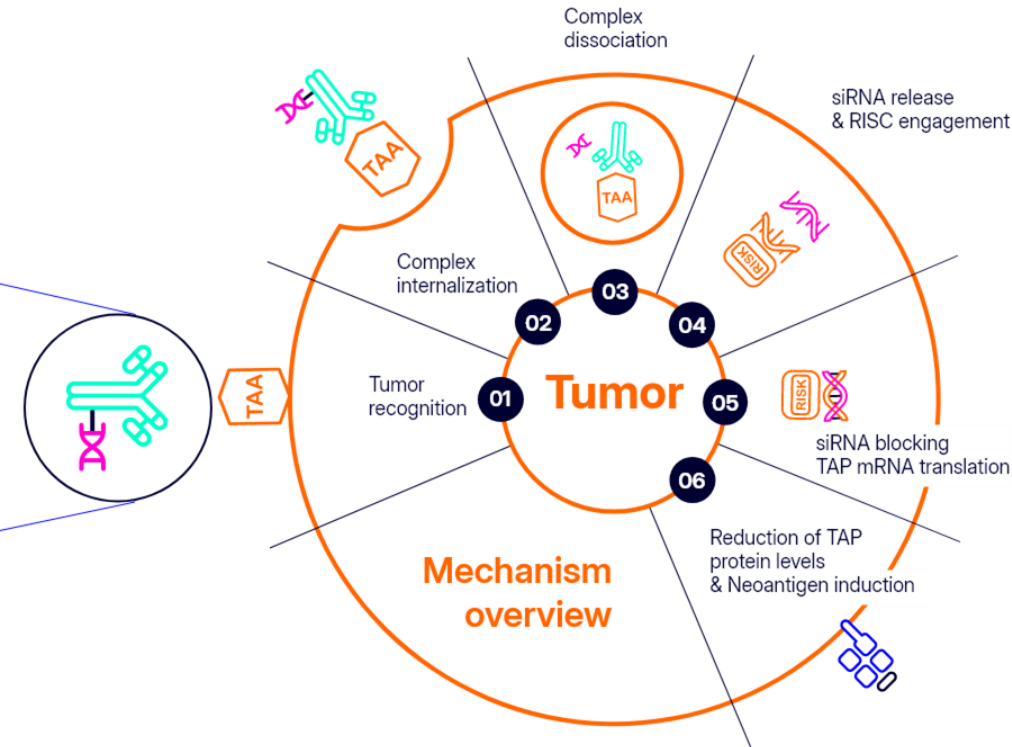 Complex
dissociation
siRNA release
& RISC engagement
TAA
TAA
RISK
Complex
internalization
03
02
04
TAA
Tumor
recognition
01
Tumor
05
RISK
siRNA blocking
TAP mRNA translation
06
Reduction of TAP
protein levels
& Neoantigen induction
Mechanism
overview